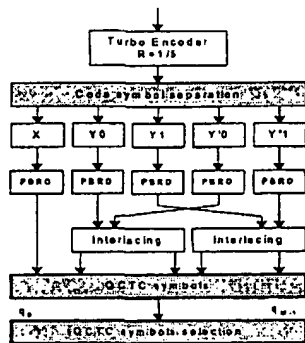 Turbo Encoder
R=1/5
Code symbol separation
X Y0 Y1 Y'0 Y'1
PBRO PBRO PBRO PBRO PBRO
Interlacing Interlacing
QCTC symbols
QCTC symbols selection